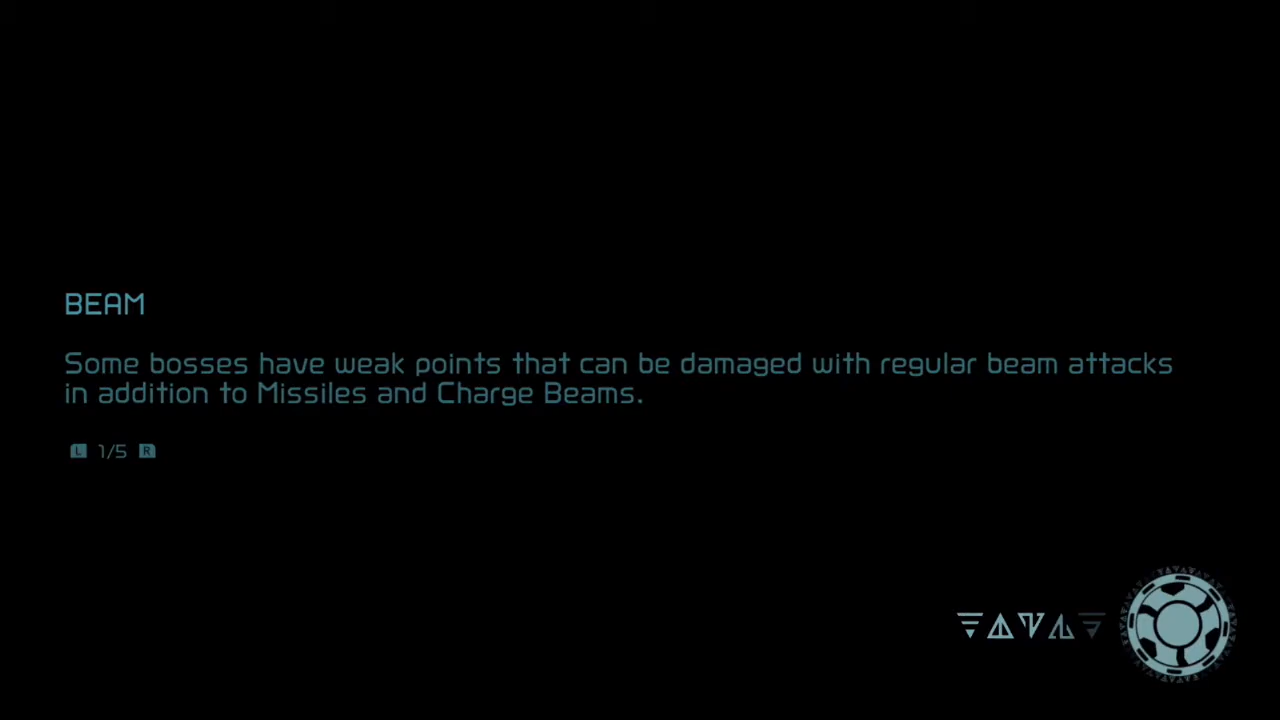 BEAM
Some bosses have weak points that can be damaged with regular beam attacks
in addition to Missiles and Charge Beams.
L 1/5 R